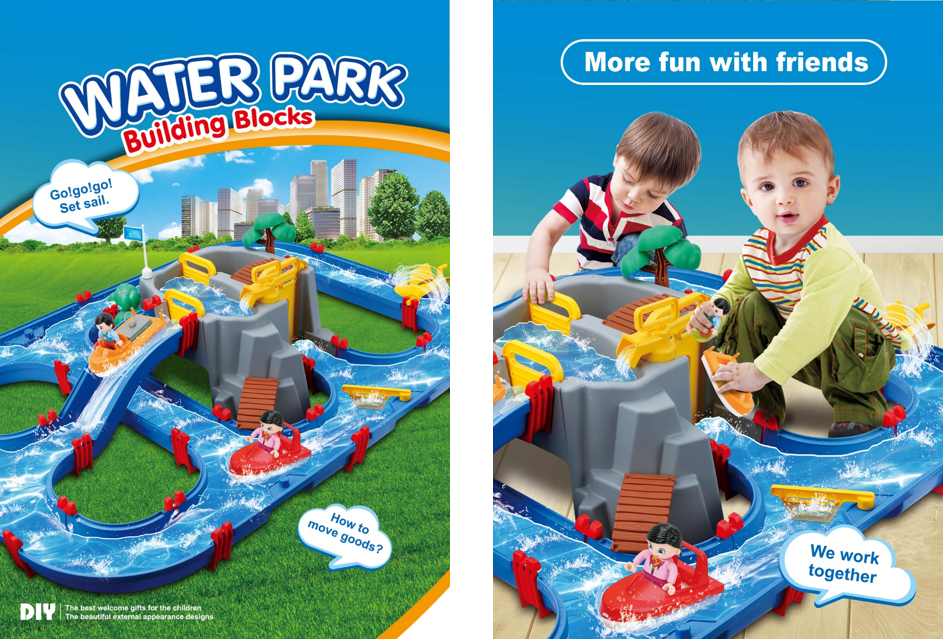 WATER PARK
Building Blocks
Go!go!go!
Set sail.
How to
move goods?
DIY
The best welcome gifts for the children
The beautiful external appearance designs
More fun with friends
We work
together